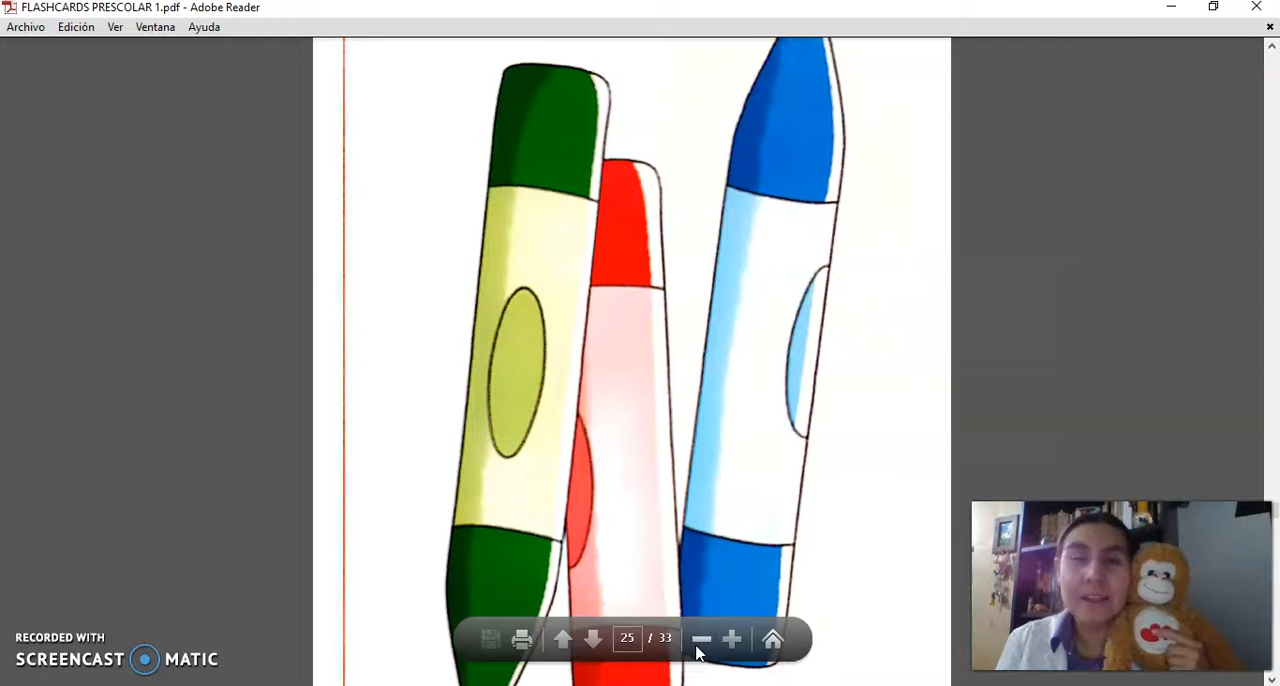 FLASHCARDS PRESCOLAR 1.pdf - Adobe Reader
Archivo Edición Ver Ventana Ayuda
25 / 33
RECORDED WITH
SCREENCAST MATIC